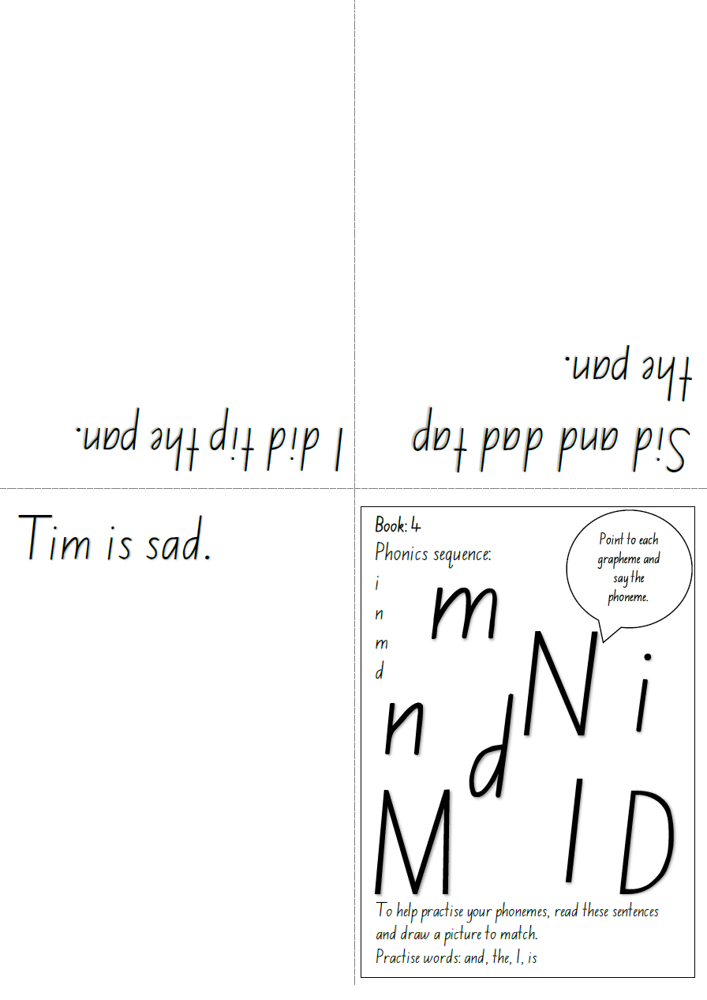 I did tip the pan.
Sid and dad tap
the pan.
Tim is sad.
Book: 4
Phonics sequence:
i
n
m
d
Point to each
grapheme and
say the
phoneme.
m
N
i
n
d
M
I
D
To help practise your phonemes, read these sentences
and draw a picture to match.
Practise words: and, the, I, is